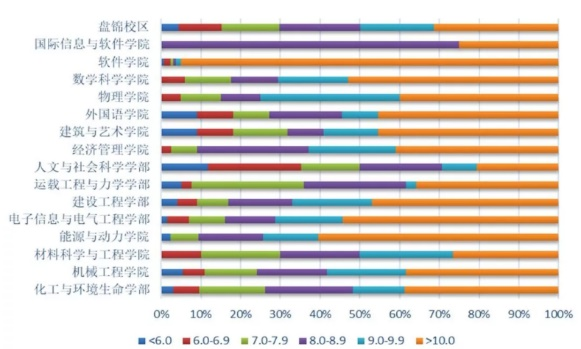 盘锦校区
国际信息与软件学院
软件学院
数学科学学院
物理学院
外国语学院
建筑与艺术学院
经济管理学院
人文与社会科学学部
运载工程与力学学部
建设工程学部
电子信息与电气工程学部
能源与动力学院
材料科学与工程学院
机械工程学院
化工与环境生命学部
0% 10% 20% 30% 40% 50% 60% 70% 80% 90% 100%
<6.0 6.0-6.9 7.0-7.9 8.0-8.9 9.0-9.9 >10.0